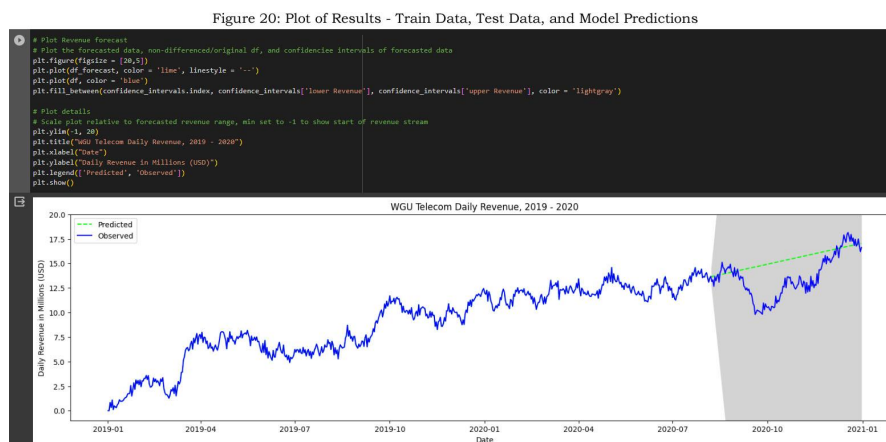 Figure 20: Plot of Results - Train Data, Test Data, and Model Predictions
# Plot Revenue forecast
# Plot the forecasted data, non-differenced/original df, and confidenciee intervals of forecasted data
plt.figure(figsize = [20,5])
plt.plot(df_forecast, color = 'lime', linestyle = '--')
plt.plot(df, color = 'blue')
plt.fill_between(confidence_intervals.index, confidence_intervals['lower Revenue'], confidence_intervals['upper Revenue'], color = 'lightgray')
# Plot details
# Scale plot relative to forecasted revenue range, min set to -1 to show start of revenue stream
plt.ylim(-1, 20)
plt.title("WGU Telecom Daily Revenue, 2019 - 2020")
plt.xlabel("Date")
plt.ylabel("Daily Revenue in Millions (USD)")
plt.legend(['Predicted', 'Observed'])
plt.show()
WGU Telecom Daily Revenue, 2019 - 2020
Predicted
Observed
Daily Revenue in Millions (USD)
20.0
17.5
15.0
12.5
10.0
7.5
5.0
2.5
0.0
2019-01 2019-04 2019-07 2019-10 2020-01 2020-04 2020-07 2020-10 2021-01
Date